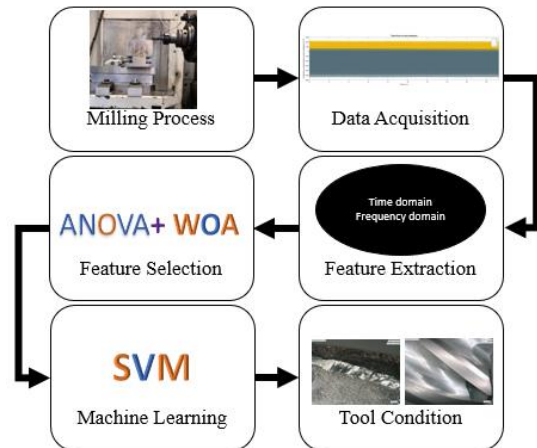 Milling Process
Data Acquisition
Time domain
Frequency domain
Feature Extraction
ANOVA+ WOA
Feature Selection
SVM
Machine Learning
Tool Condition